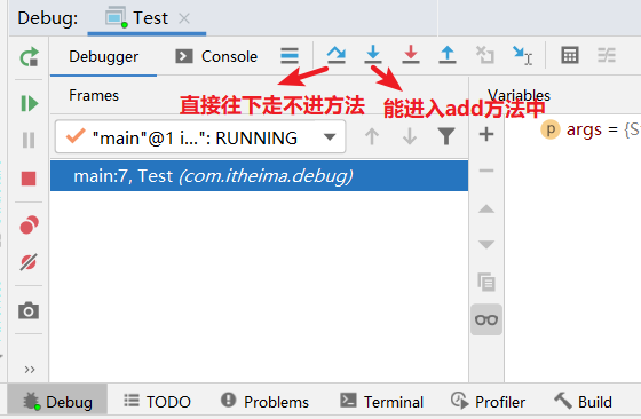 Debug: Test
Debugger Console
Frames Variables
直接往下走不进方法 能进入add方法中
"main"@1 i...": RUNNING
p args = {S
main:7, Test (com.itheima.debug)
Debug TODO Problems Terminal Profiler Build